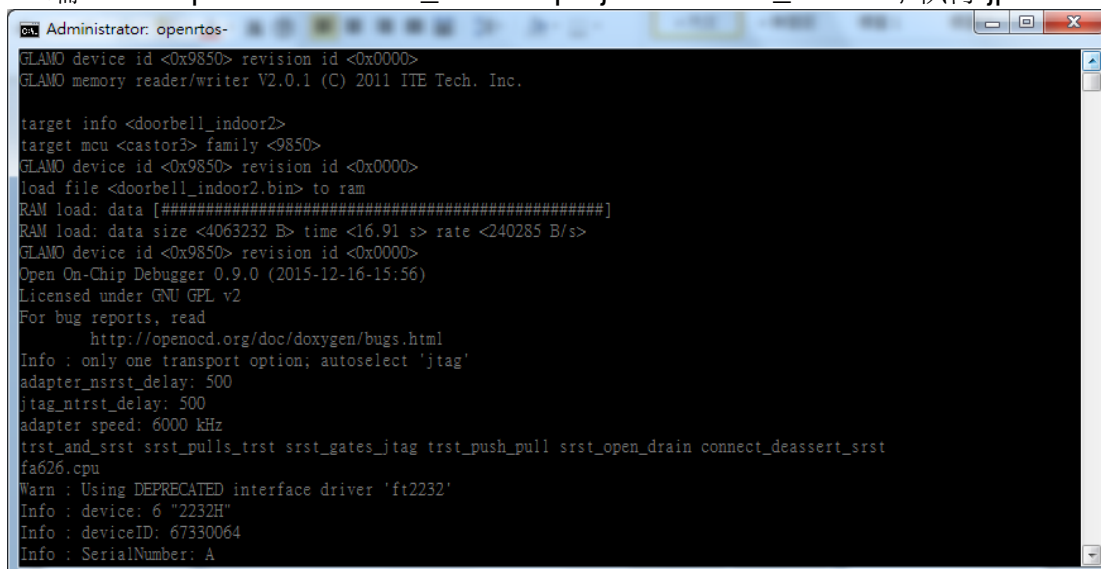 Administrator: openrtos-
GLAMO device id <0x9850> revision id <0x0000>
GLAMO memory reader/writer V2.0.1 (C) 2011 ITE Tech. Inc.
target info <doorbell_indoor2>
target mcu <castor3> family <9850>
GLAMO device id <0x9850> revision id <0x0000>
load file <doorbell_indoor2.bin> to ram
RAM load: data [##################################################]
RAM load: data size <4063232 B> time <16.91 s> rate <240285 B/s>
GLAMO device id <0x9850> revision id <0x0000>
Open On-Chip Debugger 0.9.0 (2015-12-16-15:56)
Licensed under GNU GPL v2
For bug reports, read
http://openocd.org/doc/doxygen/bugs.html
Info : only one transport option; autoselect 'jtag'
adapter_nsrst_delay: 500
jtag_ntrst_delay: 500
adapter speed: 6000 kHz
trst_and_srst srst_pulls_trst srst_gates_jtag trst_push_pull srst_open_drain connect_deassert_srst
fa626.cpu
Warn : Using DEPRECATED interface driver 'ft2232'
Info : device: 6 "2232H"
Info : deviceID: 67330064
Info : SerialNumber: A